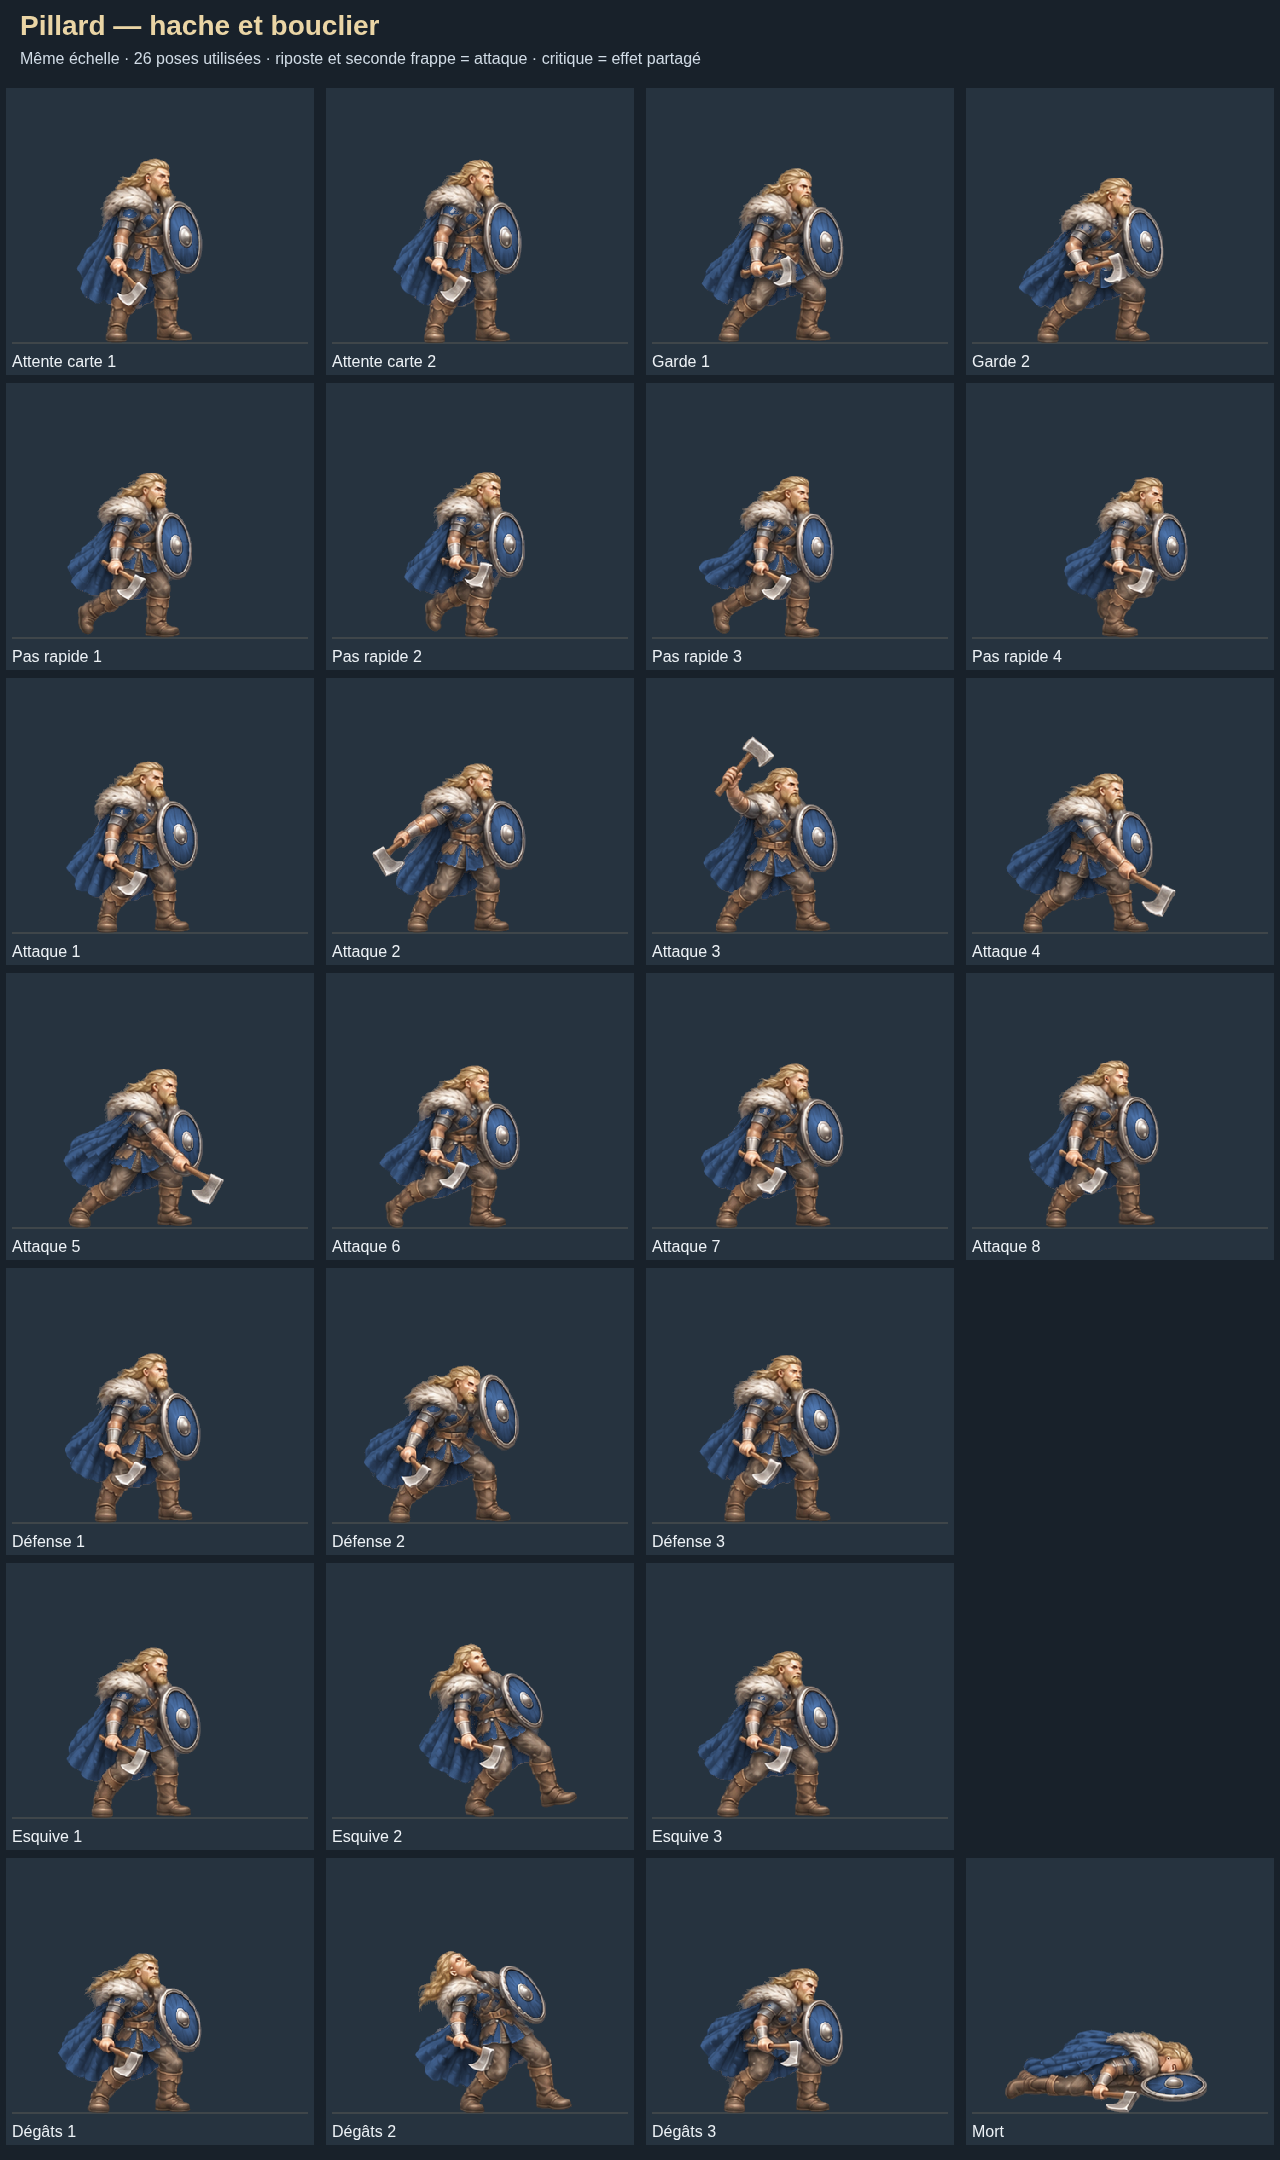 Pillard — hache et bouclier
Même échelle · 26 poses utilisées · riposte et seconde frappe = attaque · critique = effet partagé
Attente carte 1
Attente carte 2
Garde 1
Garde 2
Pas rapide 1
Pas rapide 2
Pas rapide 3
Pas rapide 4
Attaque 1
Attaque 2
Attaque 3
Attaque 4
Attaque 5
Attaque 6
Attaque 7
Attaque 8
Défense 1
Défense 2
Défense 3
Esquive 1
Esquive 2
Esquive 3
Dégâts 1
Dégâts 2
Dégâts 3
Mort